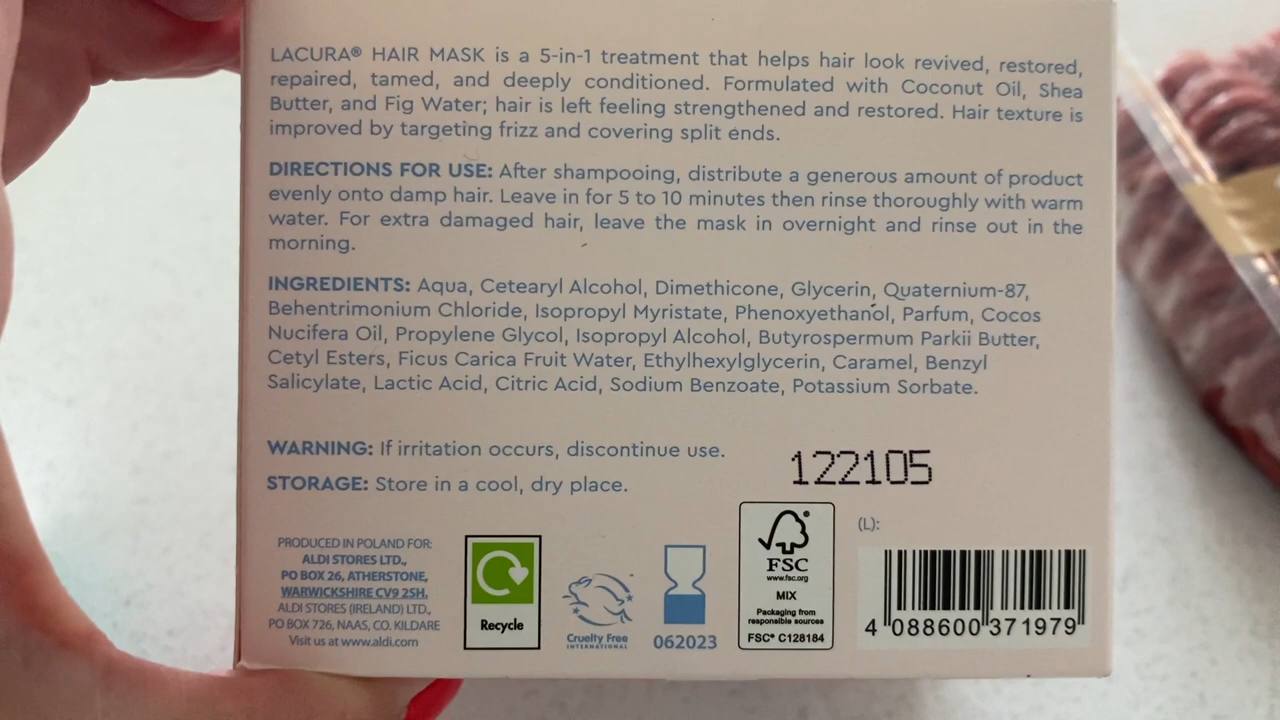 LACURA® HAIR MASK is a 5-in-1 treatment that helps hair look revived, restored,
repaired, tamed, and deeply conditioned. Formulated with Coconut Oil, Shea
Butter, and Fig Water; hair is left feeling strengthened and restored. Hair texture is
improved by targeting frizz and covering split ends.
DIRECTIONS FOR USE: After shampooing, distribute a generous amount of product
evenly onto damp hair. Leave in for 5 to 10 minutes then rinse thoroughly with warm
water. For extra damaged hair, leave the mask in overnight and rinse out in the
morning.
INGREDIENTS: Aqua, Cetearyl Alcohol, Dimethicone, Glycerin, Quaternium-87,
Behentrimonium Chloride, Isopropyl Myristate, Phenoxyethanol, Parfum, Cocos
Nucifera Oil, Propylene Glycol, Isopropyl Alcohol, Butyrospermum Parkii Butter,
Cetyl Esters, Ficus Carica Fruit Water, Ethylhexylglycerin, Caramel, Benzyl
Salicylate, Lactic Acid, Citric Acid, Sodium Benzoate, Potassium Sorbate.
WARNING: If irritation occurs, discontinue use.
STORAGE: Store in a cool, dry place.
122105
PRODUCED IN POLAND FOR:
ALDI STORES LTD.,
PO BOX 26, ATHERSTONE,
WARWICKSHIRE CV9 2SH,
ALDI STORES (IRELAND) LTD.,
PO BOX 726, NAAS, CO. KILDARE
Visit us at www.aldi.com
Recycle
Cruelty Free
INTERNATIONAL
062023
FSC®
www.fsc.org
MIX
Packaging from
responsible sources
FSC® C128184
(L):
4 088600 371979